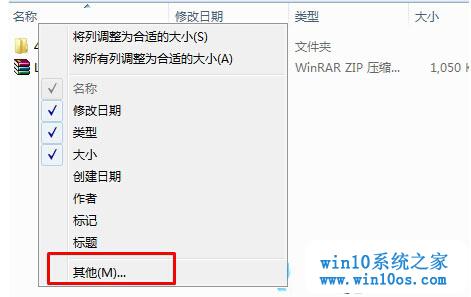 名称 修改日期 类型 大小
4 文件夹
L WinRAR ZIP 压缩... 1,050 K
将列调整为合适的大小(S)
将所有列调整为合适的大小(A)
名称
修改日期
类型
大小
创建日期
作者
标记
标题
其他(M)...
win10系统之家
www.win10os.com